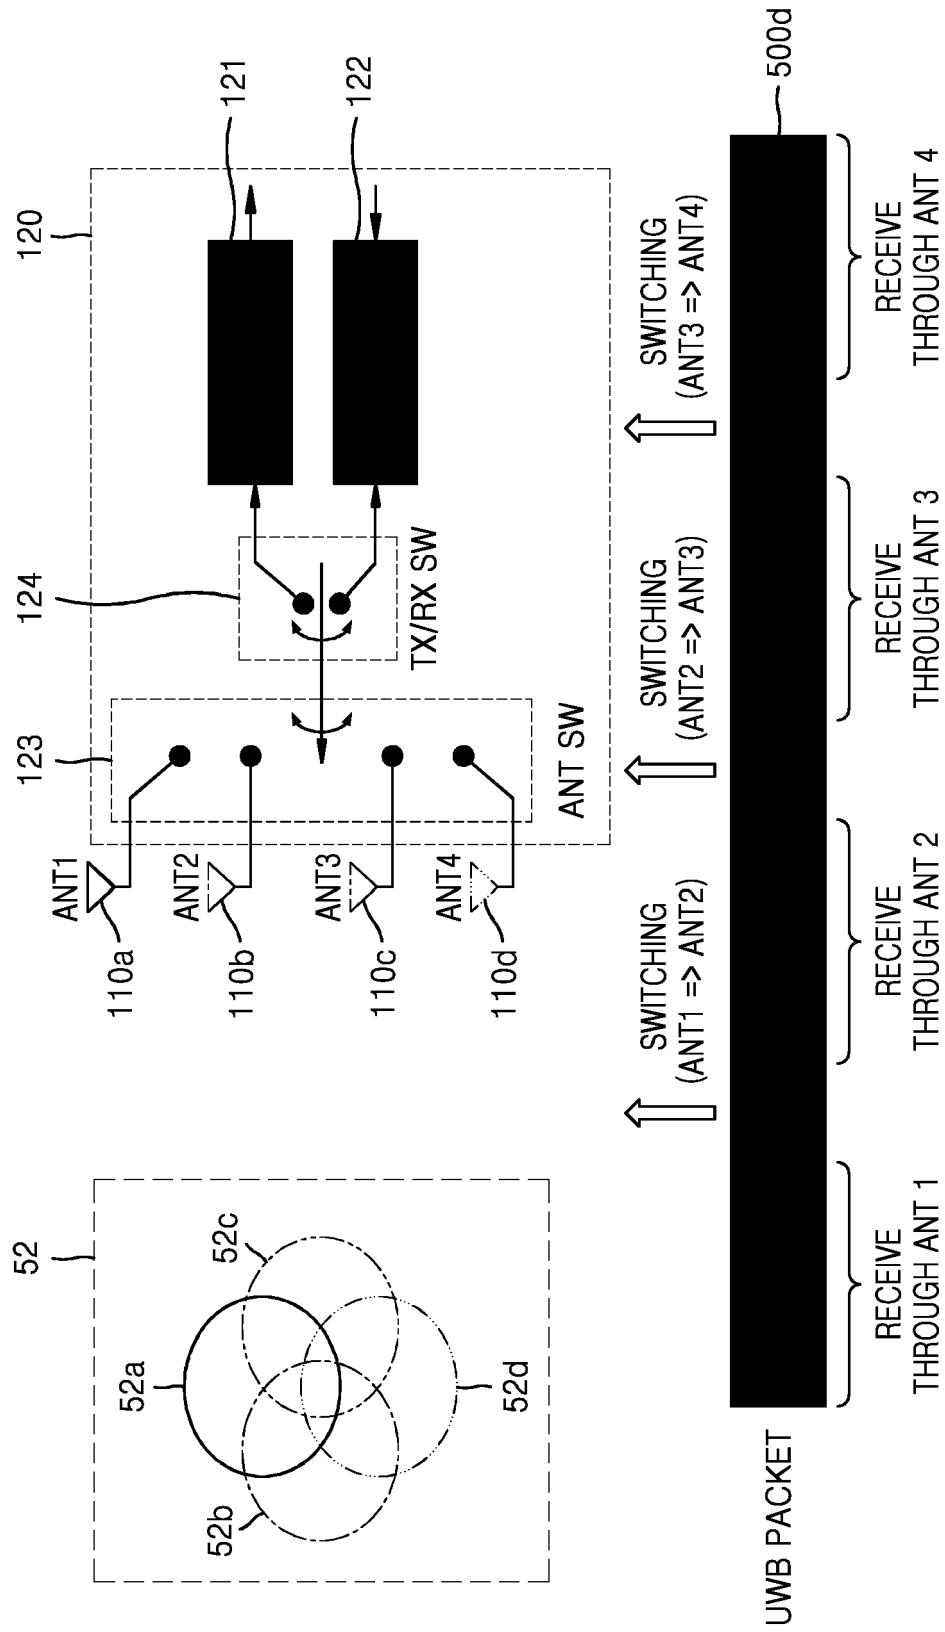 52
52a
52b
52c
52d
120
ANT1
110a
ANT2
110b
ANT3
110c
ANT4
110d
123
ANT SW
124
TX/RX SW
121
122
SWITCHING
(ANT1 => ANT2)
SWITCHING
(ANT2 => ANT3)
SWITCHING
(ANT3 => ANT4)
UWB PACKET
500d
RECEIVE
THROUGH ANT 1
RECEIVE
THROUGH ANT 2
RECEIVE
THROUGH ANT 3
RECEIVE
THROUGH ANT 4